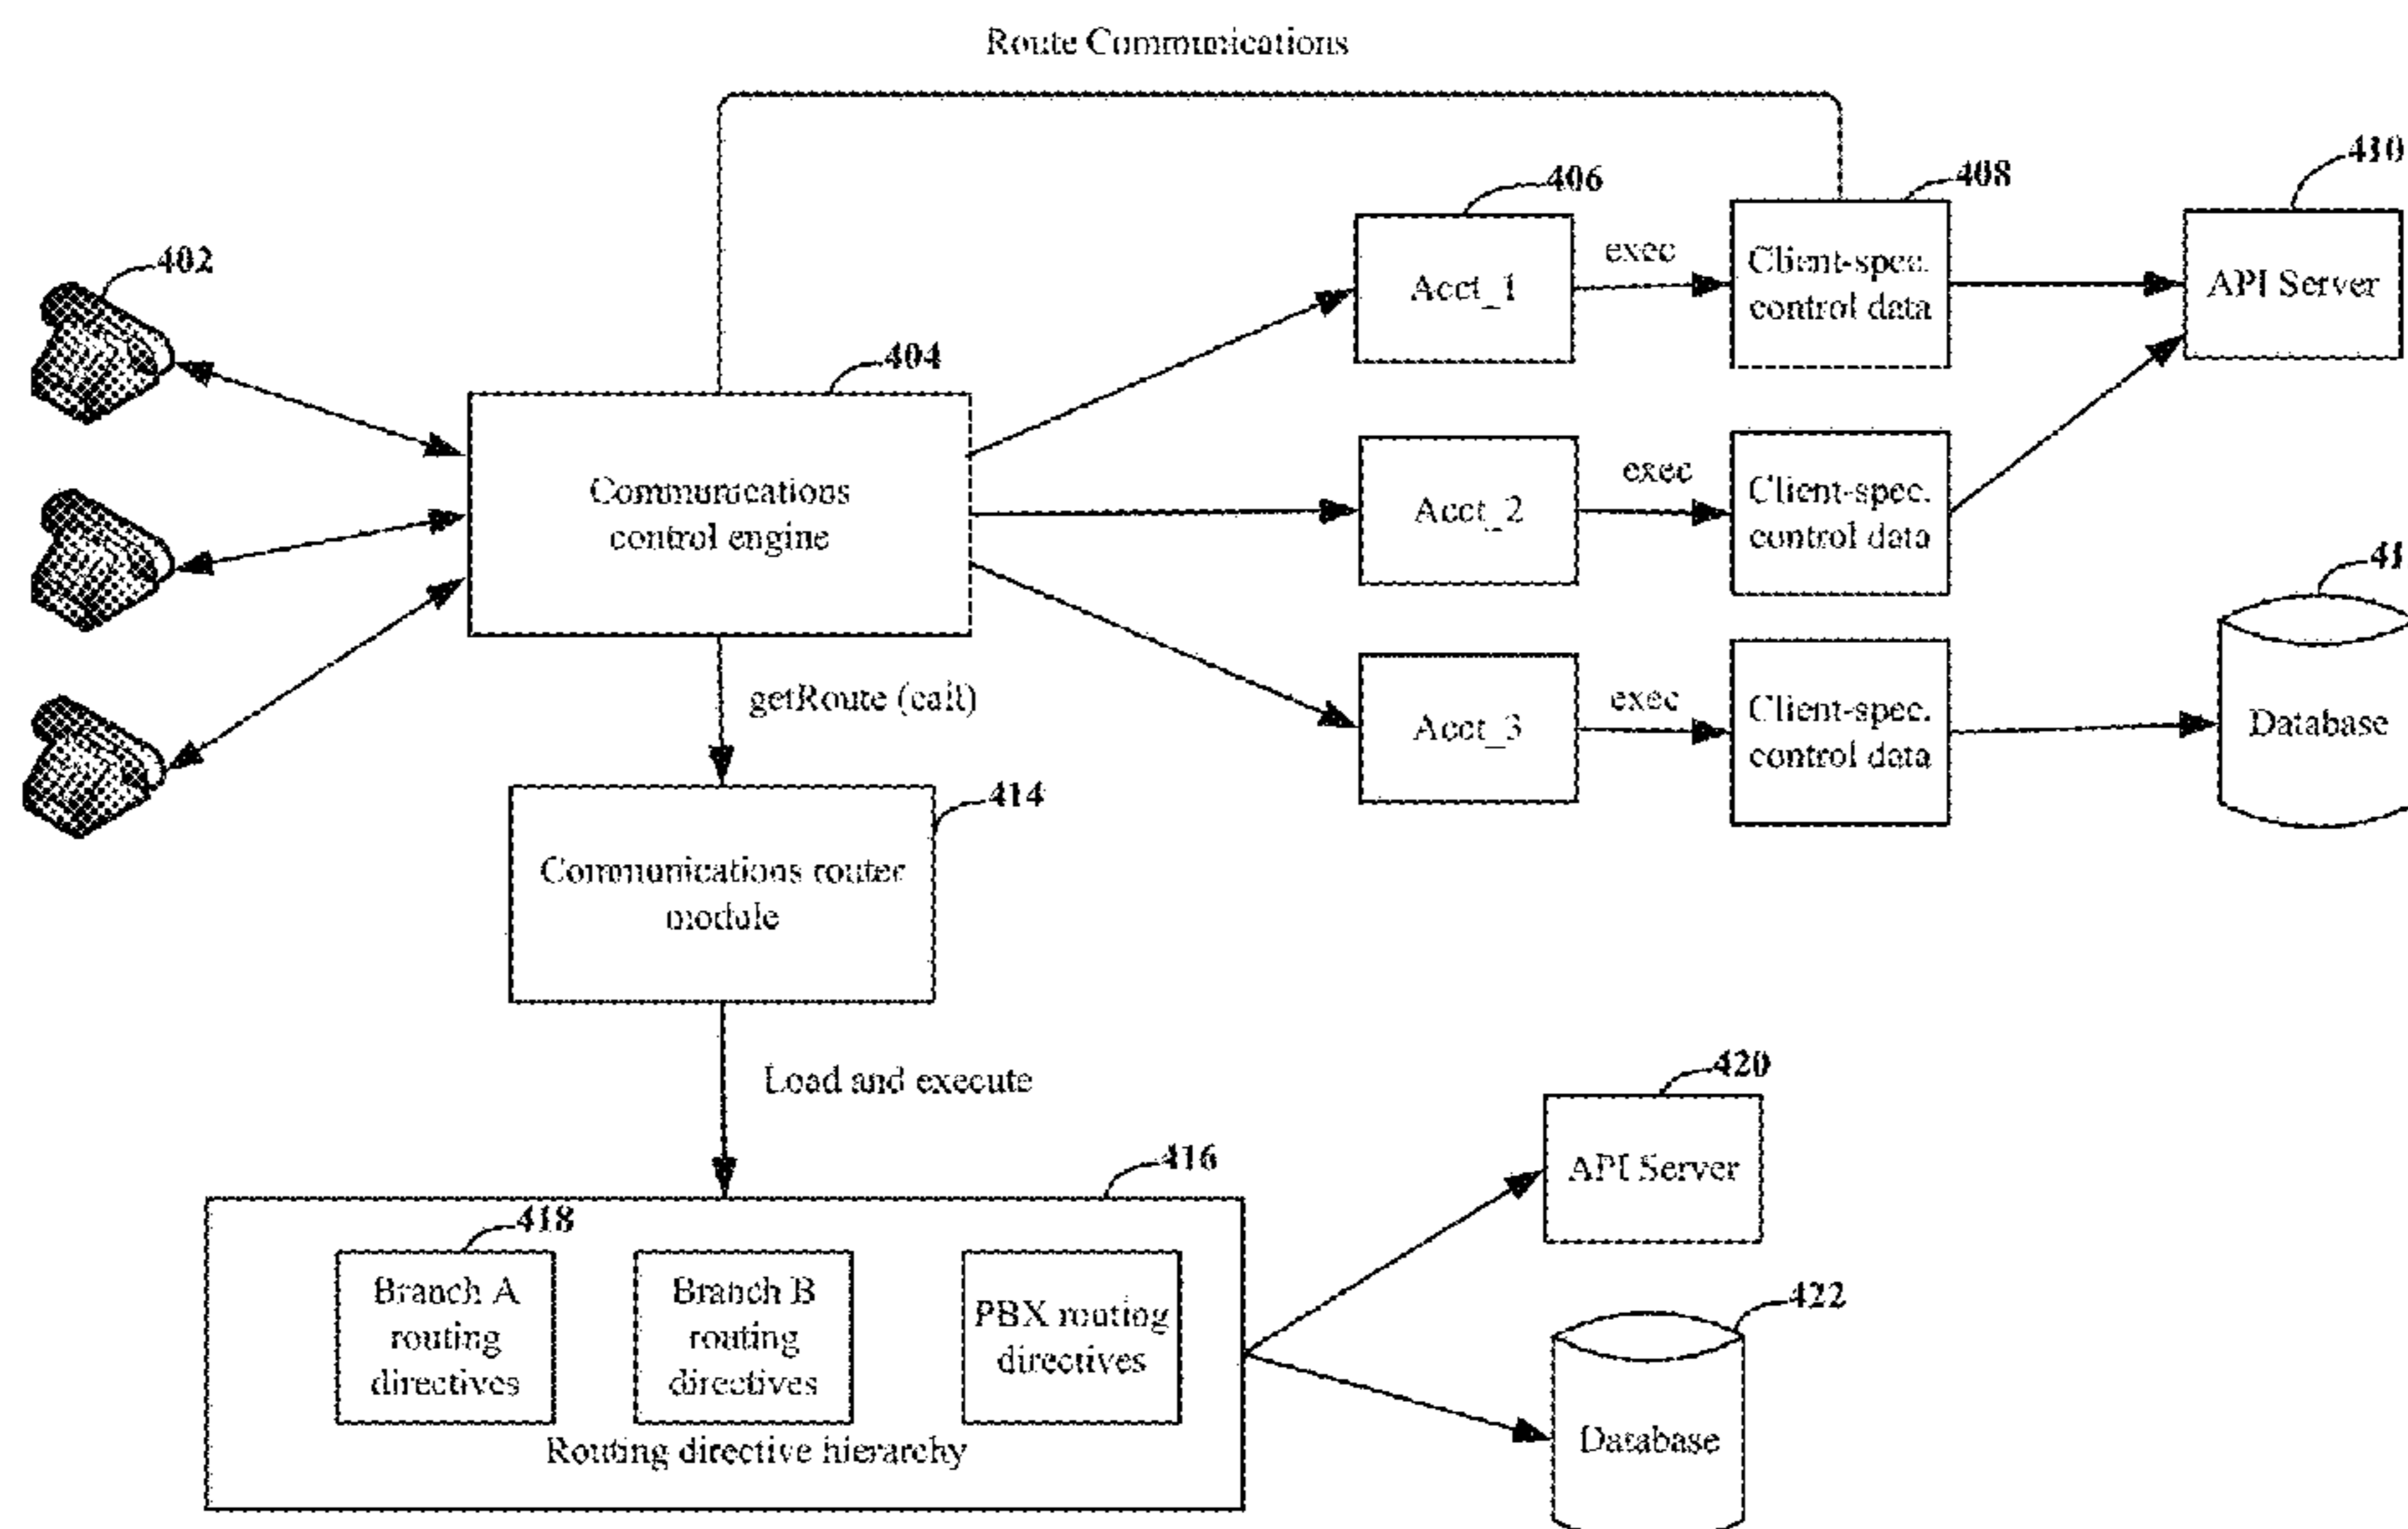 Route Communications
410
406
408
402
exec
Client-spec.
control data
Acct_1
API Server
404
Communications
control engine
exec
Client-spec.
control data
Acct_2
41
getRoute (call)
exec
Client-spec.
control data
Acct_3
Database
414
Communications router
module
Load and execute
420
API Server
416
418
Branch A
routing
directives
Branch B
routing
directives
PBX routing
directives
422
Routing directive hierarchy
Database